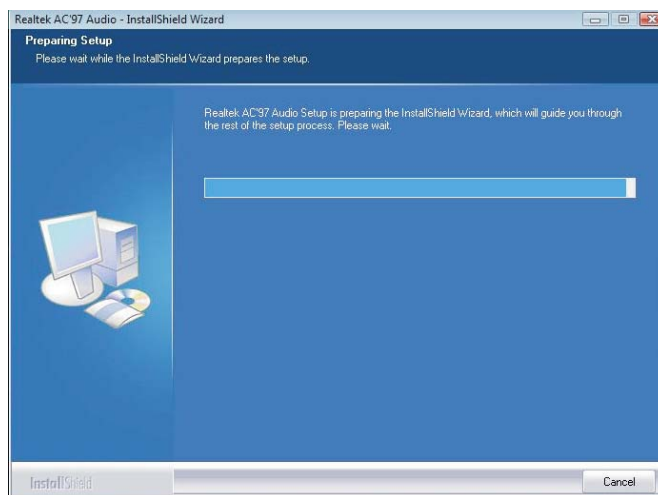 Realtek AC'97 Audio - InstallShield Wizard
Preparing Setup
Please wait while the InstallShield Wizard prepares the setup.
Realtek AC'97 Audio Setup is preparing the InstallShield Wizard, which will guide you through
the rest of the setup process. Please wait.
InstallShield
Cancel